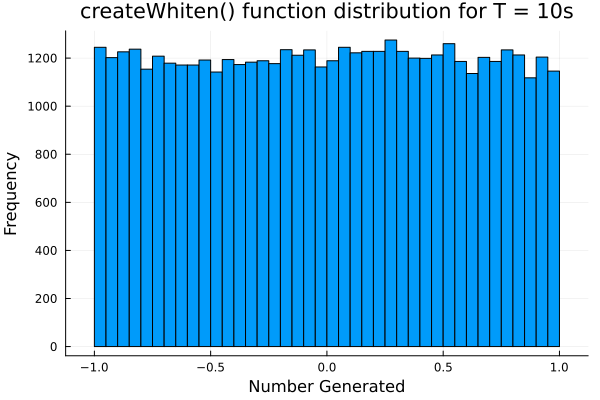 createWhiten() function distribution for T = 10s
Frequency
1200
1000
800
600
400
200
0
−1.0 −0.5 0.0 0.5 1.0
Number Generated